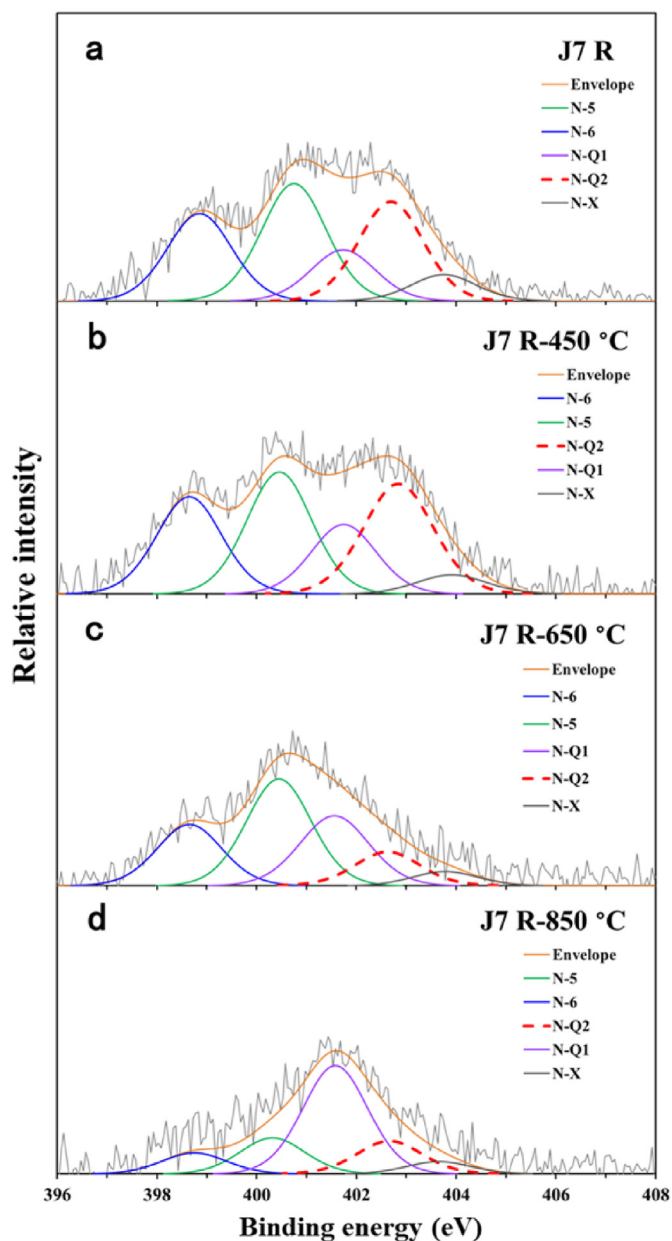 a
J7 R
Envelope
N-5
N-6
N-Q1
N-Q2
N-X
b
J7 R-450 °C
Envelope
N-6
N-5
N-Q2
N-Q1
N-X
c
J7 R-650 °C
Envelope
N-6
N-5
N-Q1
N-Q2
N-X
d
J7 R-850 °C
Envelope
N-5
N-6
N-Q2
N-Q1
N-X
Relative intensity
396 398 400 402 404 406 408
Binding energy (eV)